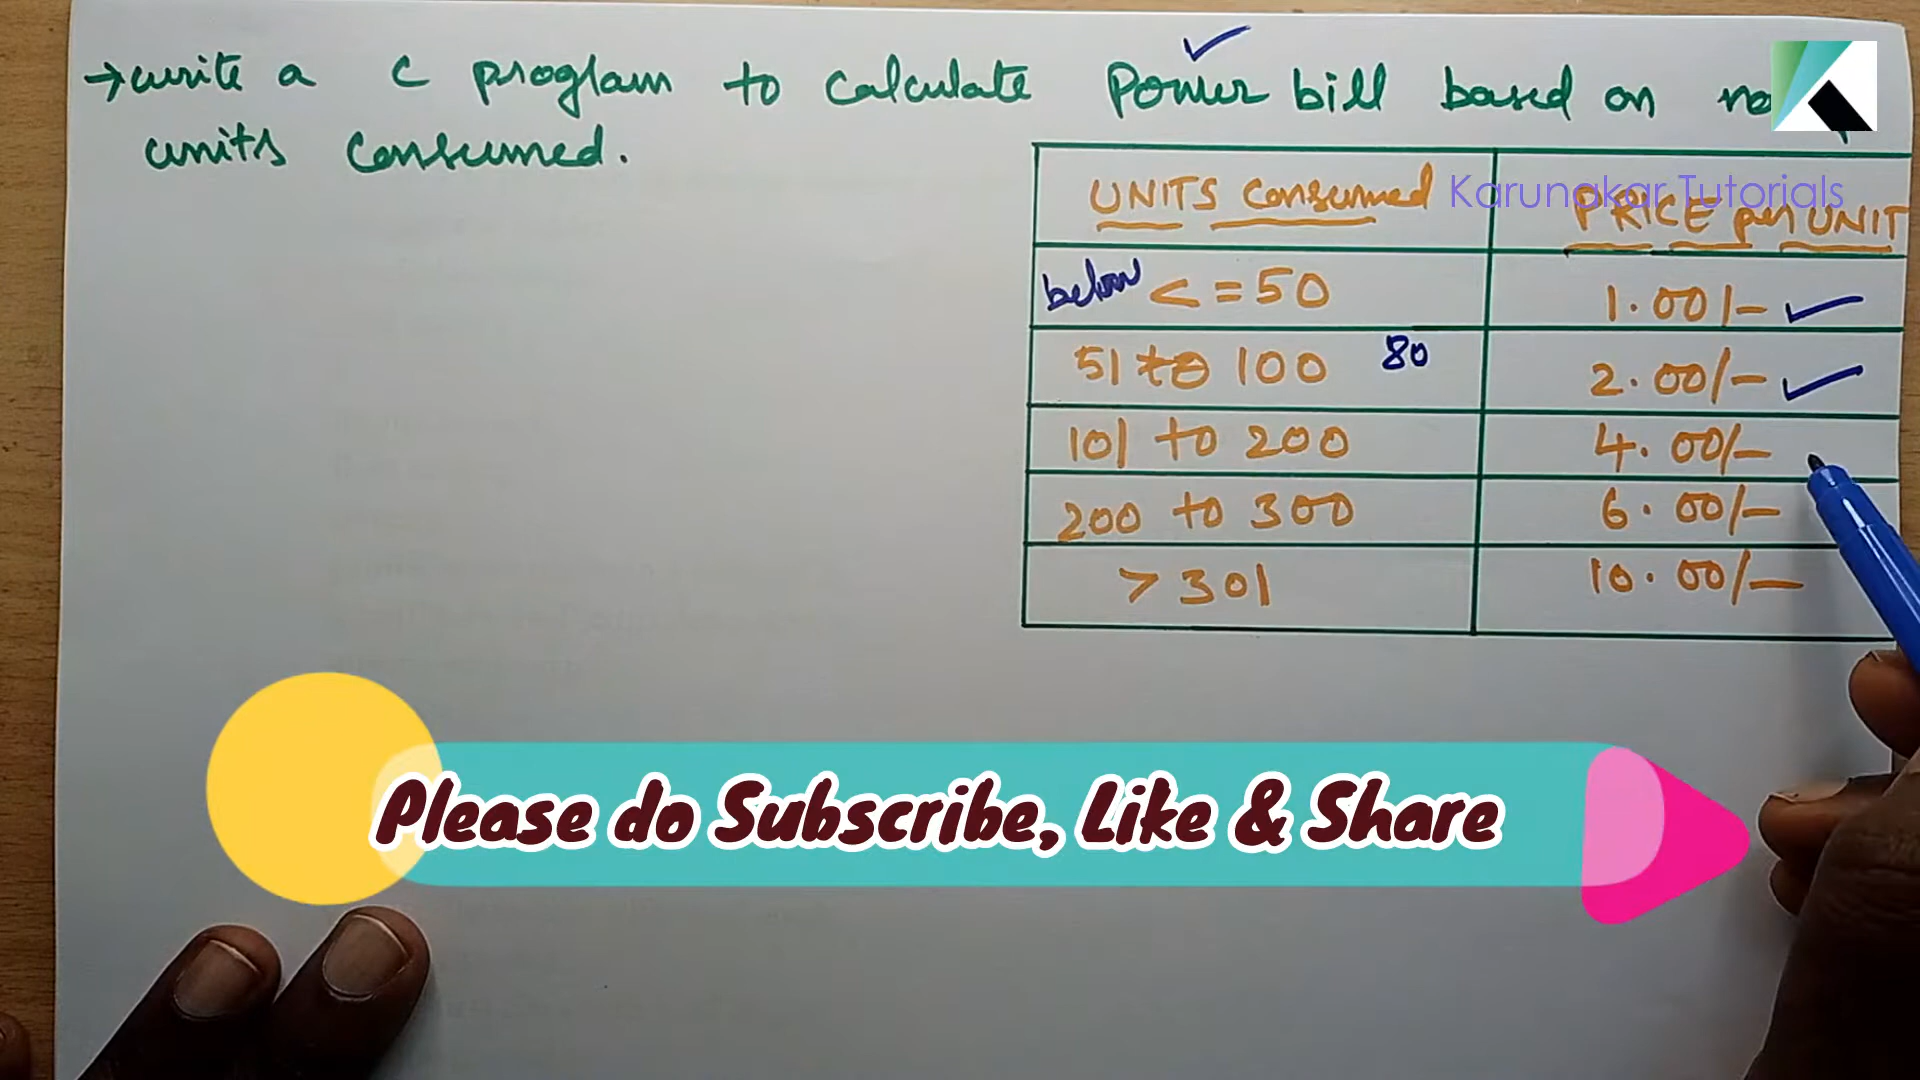 → write a C program to calculate Power bill based on no
units consumed.
Karunakar Tutorials
UNITS Consumed PRICE per UNIT
below <=50 1.00/-
51 to 100 80 2.00/-
101 to 200 4.00/-
200 to 300 6.00/-
>301 10.00/-
Please do Subscribe, Like & Share